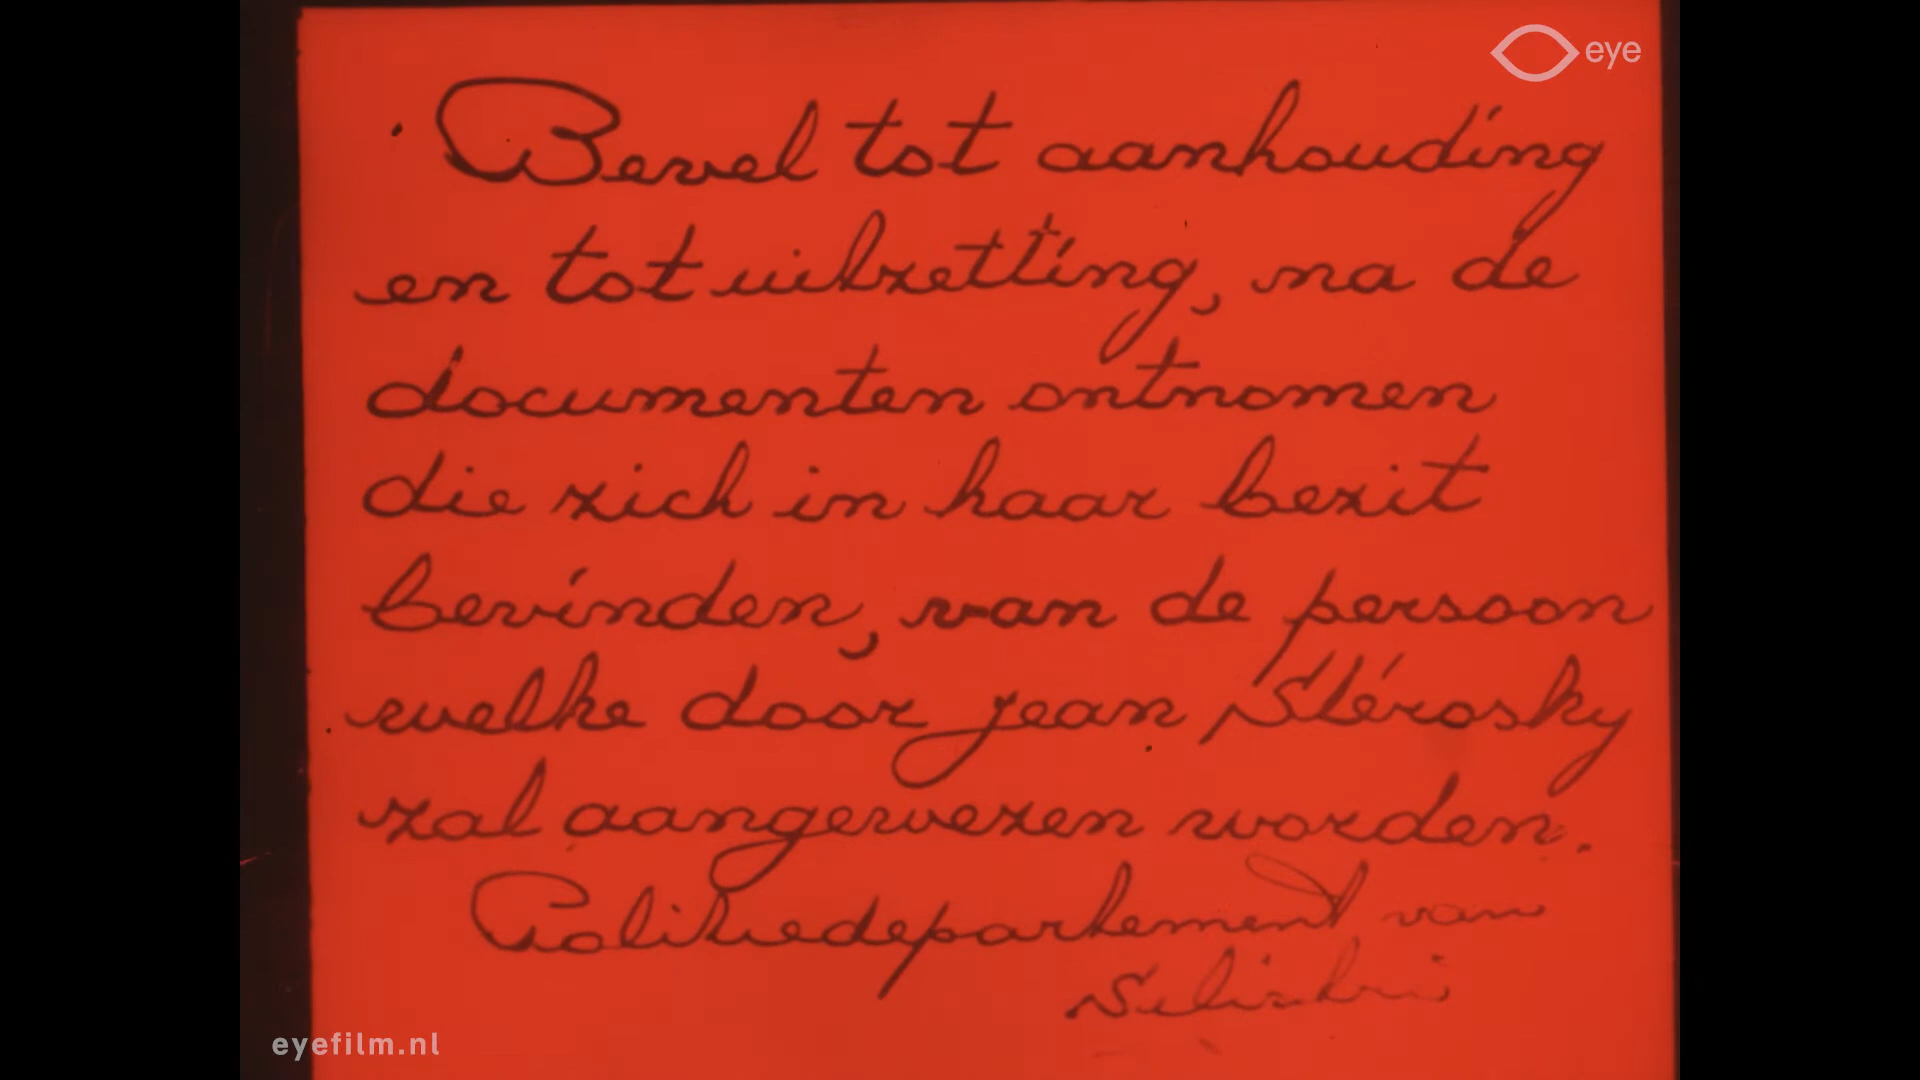 eye
Bevel tot aanhouding
en tot uitzetting, na de
documenten ontnomen
die zich in haar bezit
bevinden, van de persoon
welke door jean Stérosky
zal aangewezen worden.
Politiedepartement van
eyefilm.nl